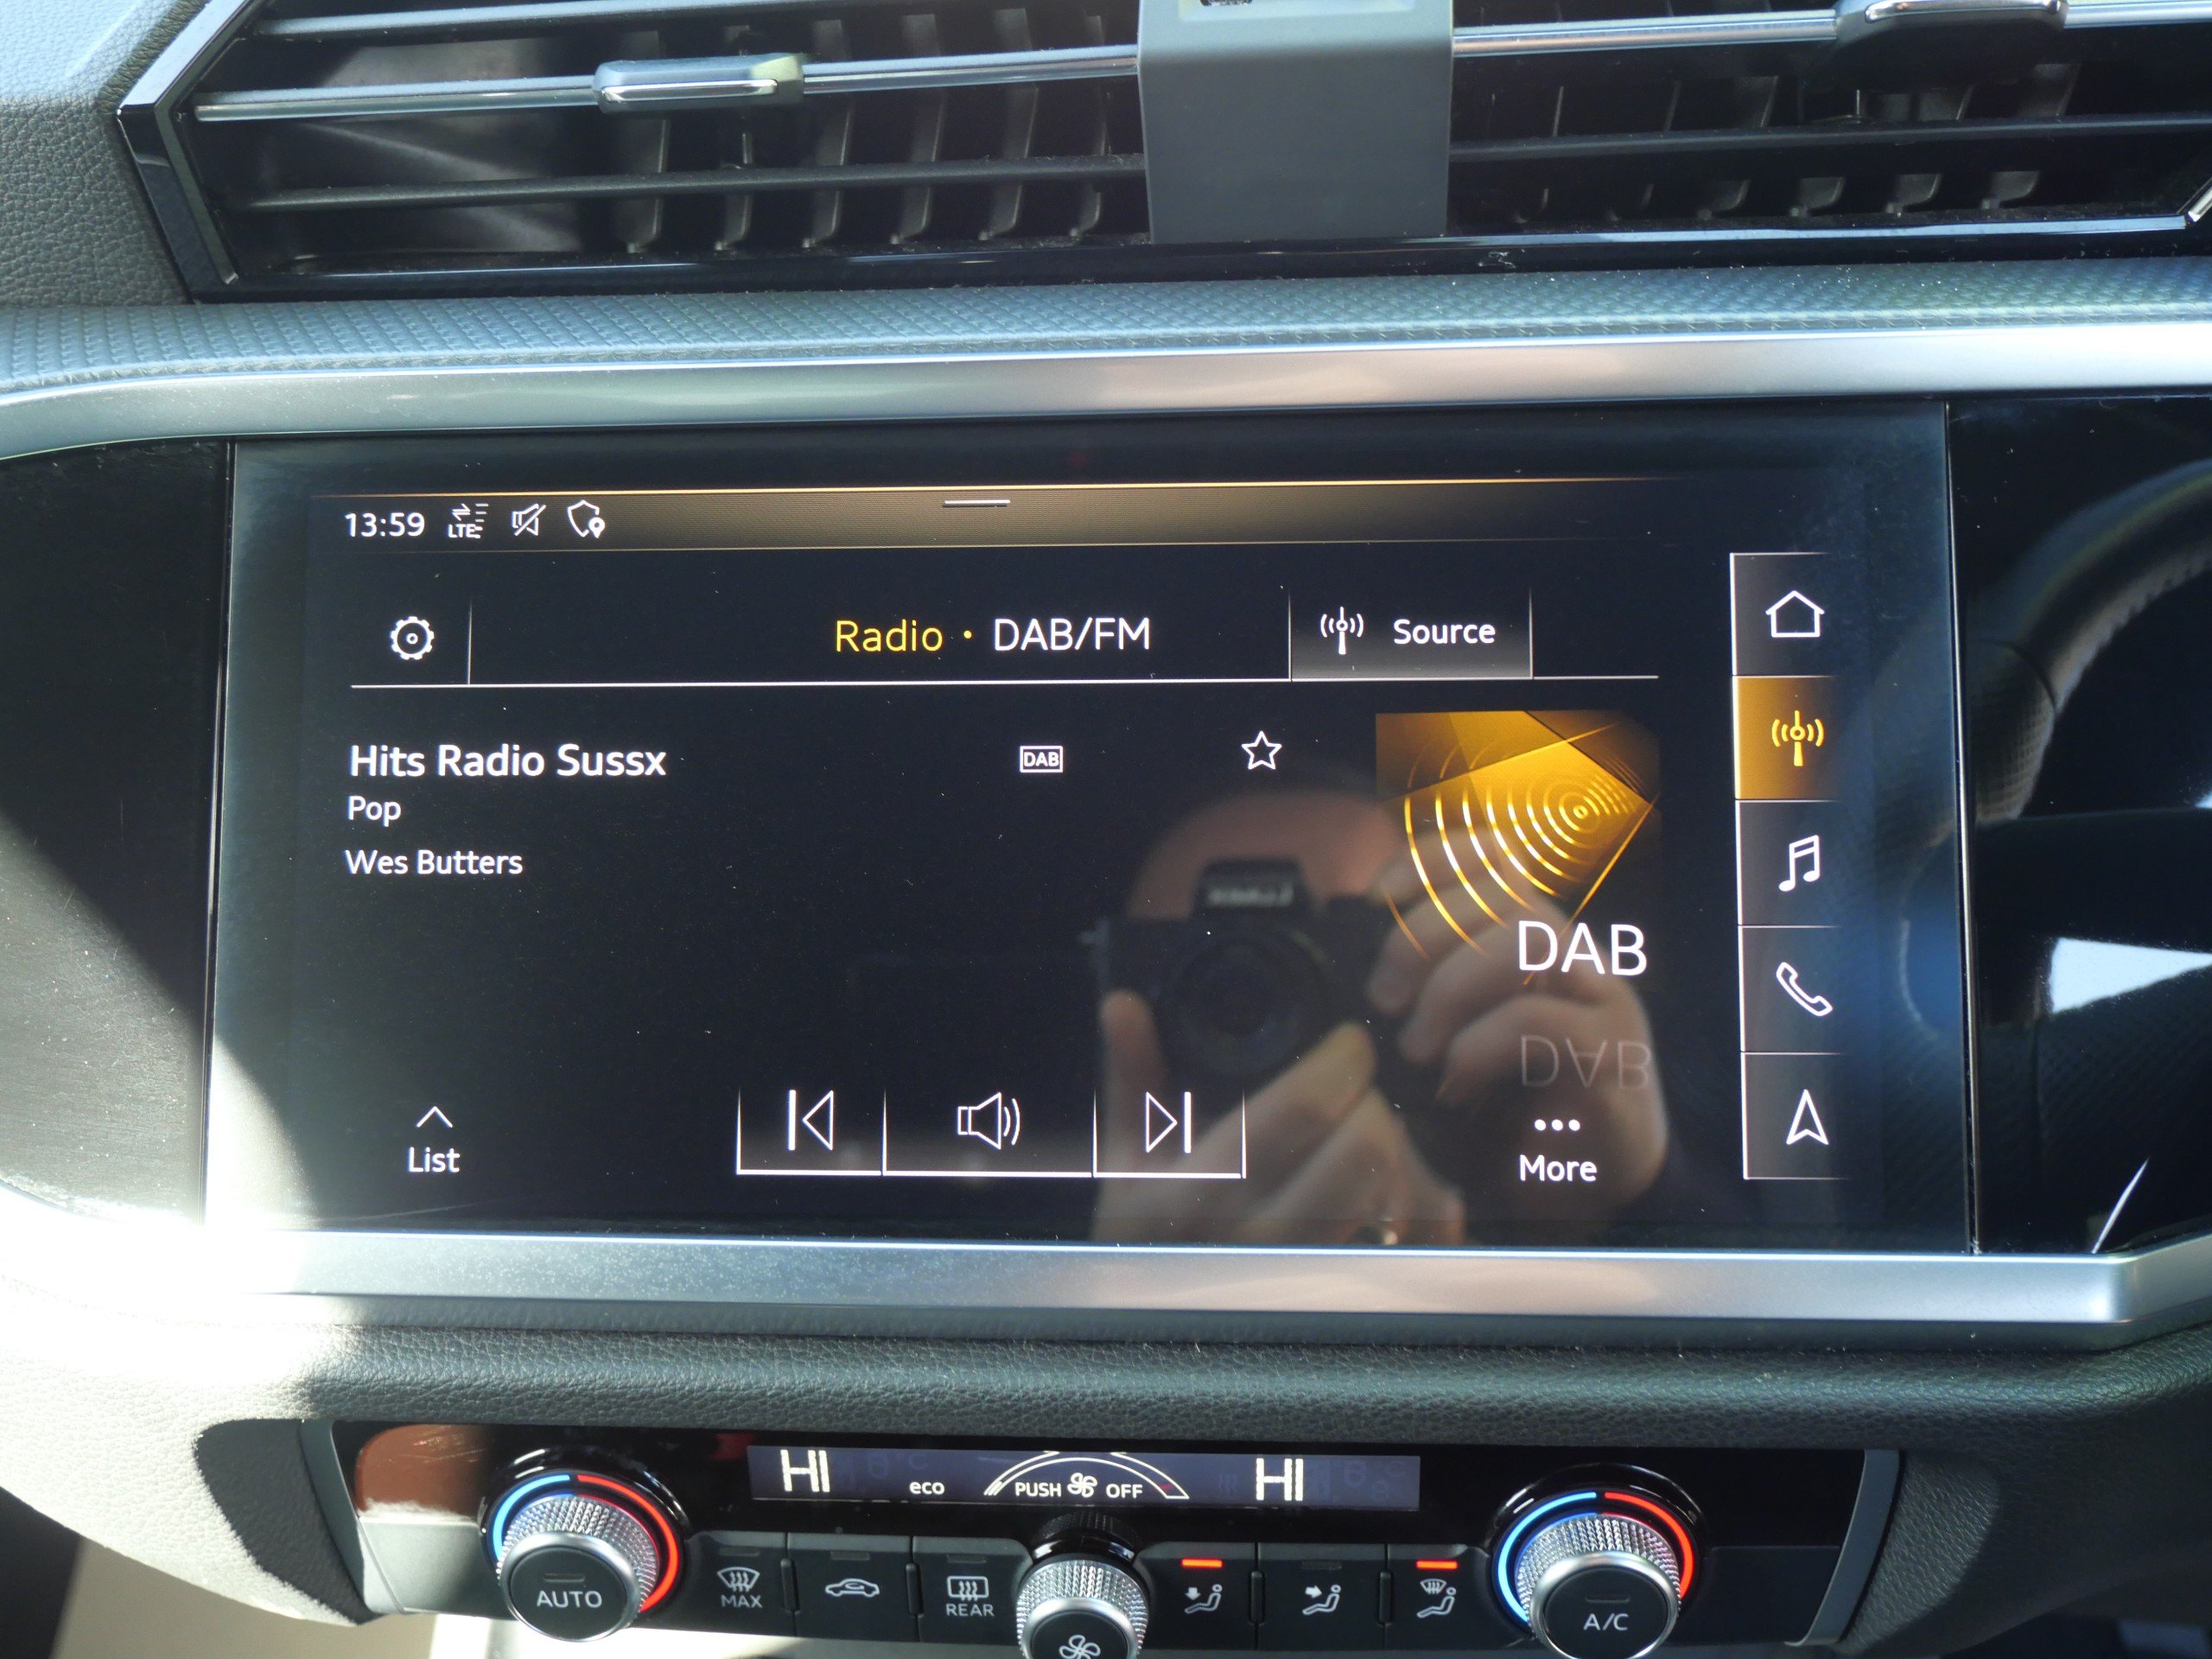 13:59 LTE
Radio • DAB/FM
Source
Hits Radio Sussx
DAB
Pop
Wes Butters
DAB
List
More
HI eco PUSH OFF HI
AUTO
MAX
REAR
A/C